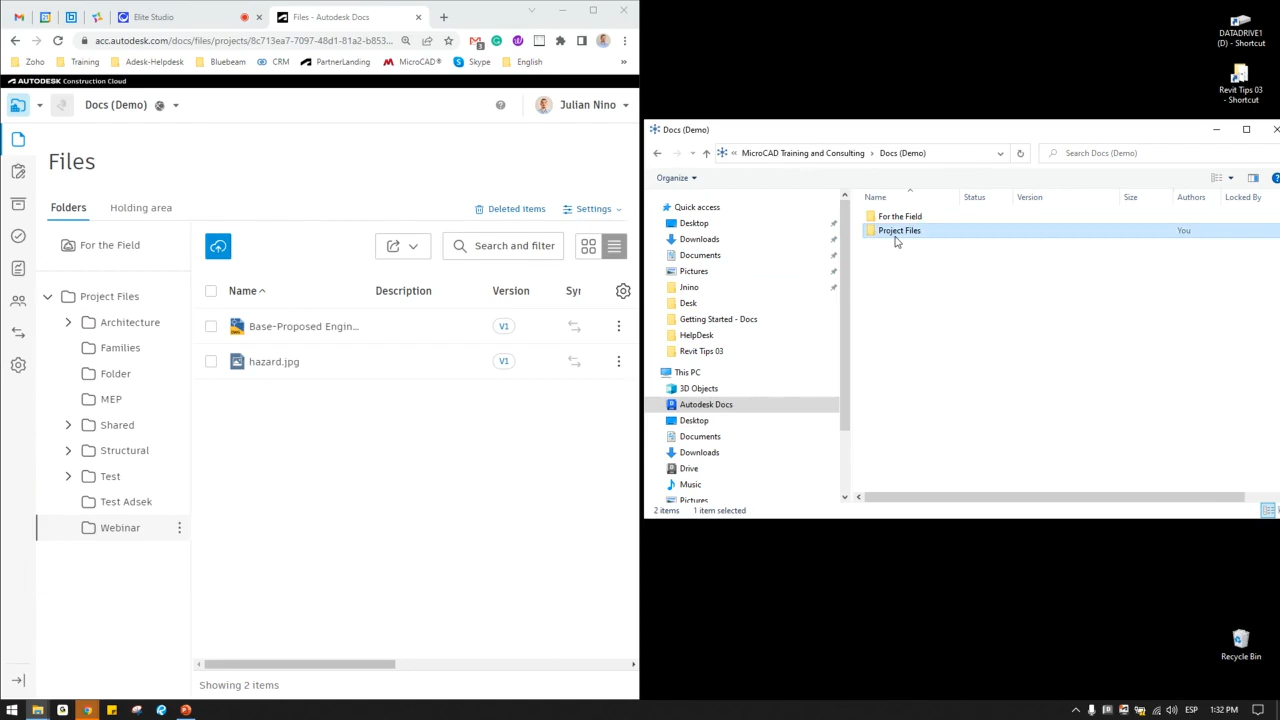 Elite Studio
Files - Autodesk Docs
acc.autodesk.com/docs/files/projects/8c713ea7-7097-48d1-81a2-b853...
Zoho
Training
Adesk-Helpdesk
Bluebeam
CRM
PartnerLanding
MicroCAD®
Skype
English
»
AUTODESK Construction Cloud
Docs (Demo)
Julian Nino
Files
Folders
Holding area
Deleted items
Settings
For the Field
Search and filter
Project Files
Architecture
Families
Folder
MEP
Shared
Structural
Test
Test Adsek
Webinar
Name
Description
Version
Syr
Base-Proposed Engin...
V1
hazard.jpg
V1
Showing 2 items
DATADRIVE1
(D) - Shortcut
Revit Tips 03
- Shortcut
Docs (Demo)
« MicroCAD Training and Consulting › Docs (Demo)
Search Docs (Demo)
Organize
Quick access
Desktop
Downloads
Documents
Pictures
Jnino
Desk
Getting Started - Docs
HelpDesk
Revit Tips 03
This PC
3D Objects
Autodesk Docs
Desktop
Documents
Downloads
Drive
Music
Pictures
Name
Status
Version
Size
Authors
Locked By
For the Field
Project Files
You
2 items
1 item selected
Recycle Bin
ESP
1:32 PM